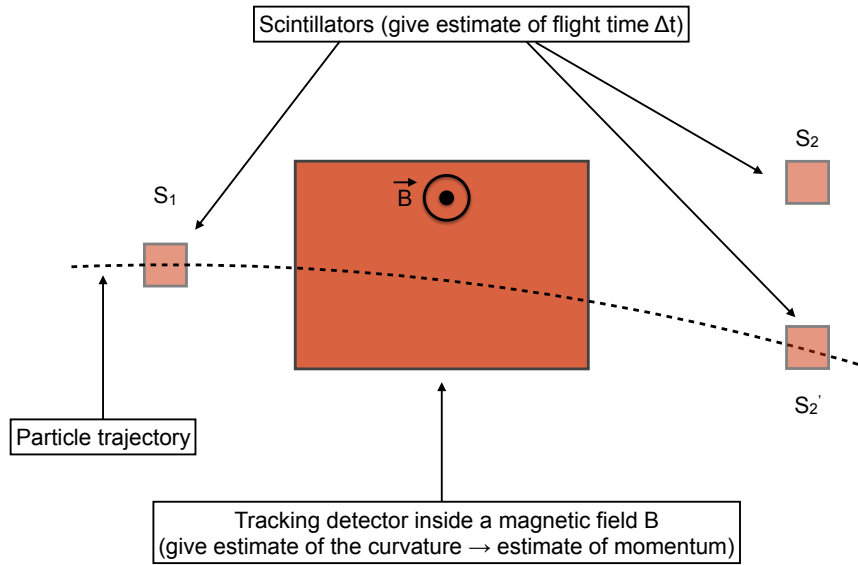 Scintillators (give estimate of flight time Δt)
S₂
S₁
B
S₂'
Particle trajectory
Tracking detector inside a magnetic field B
(give estimate of the curvature → estimate of momentum)